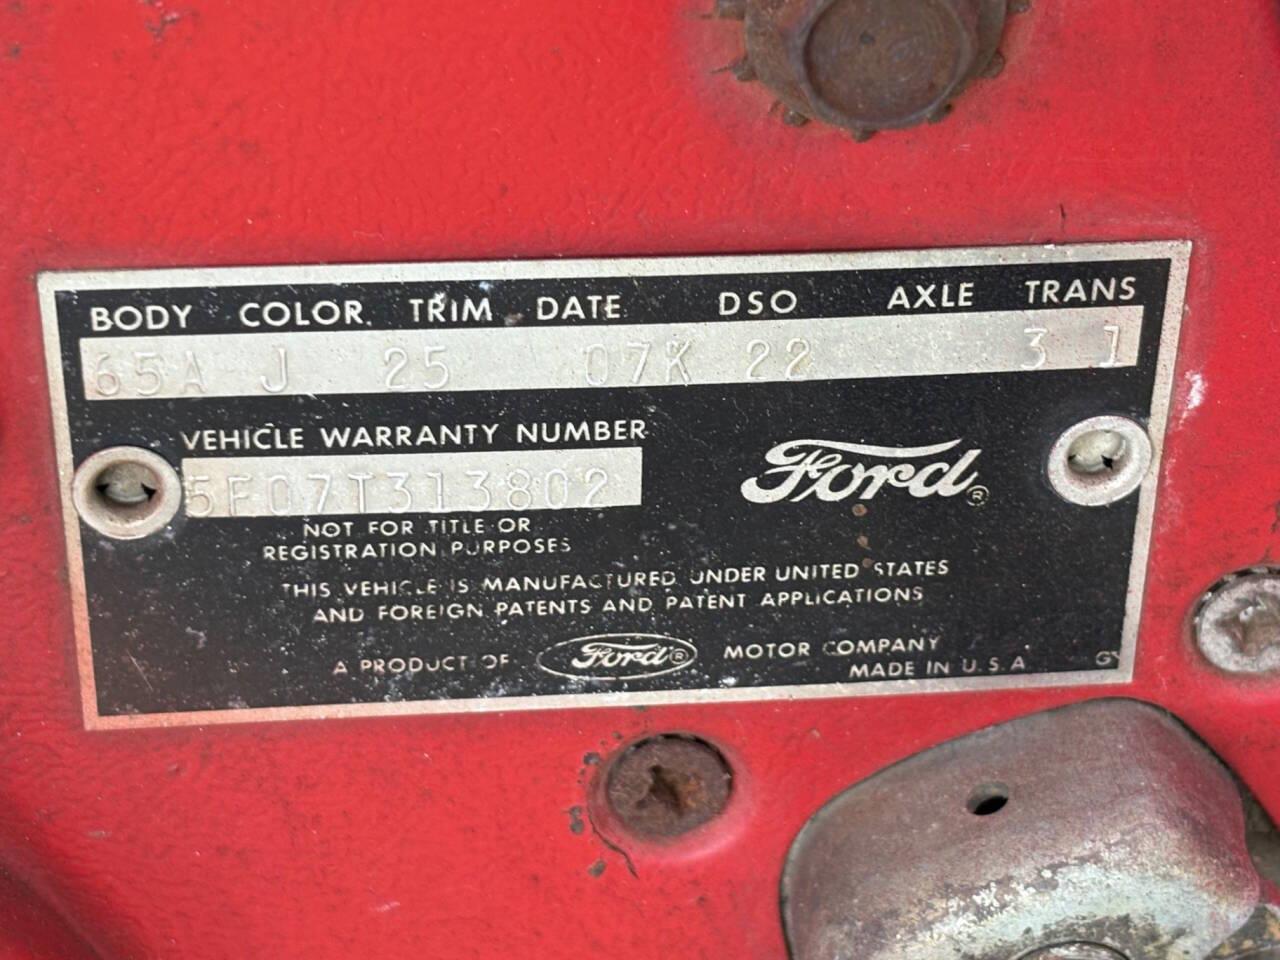 BODY COLOR TRIM DATE DSO AXLE TRANS
65A J 25 07K 22 3 1
VEHICLE WARRANTY NUMBER
5F07T313802
Ford ®
NOT FOR TITLE OR
REGISTRATION PURPOSES
THIS VEHICLE IS MANUFACTURED UNDER UNITED STATES
AND FOREIGN PATENTS AND PATENT APPLICATIONS
A PRODUCT OF Ford ® MOTOR COMPANY
MADE IN U.S.A